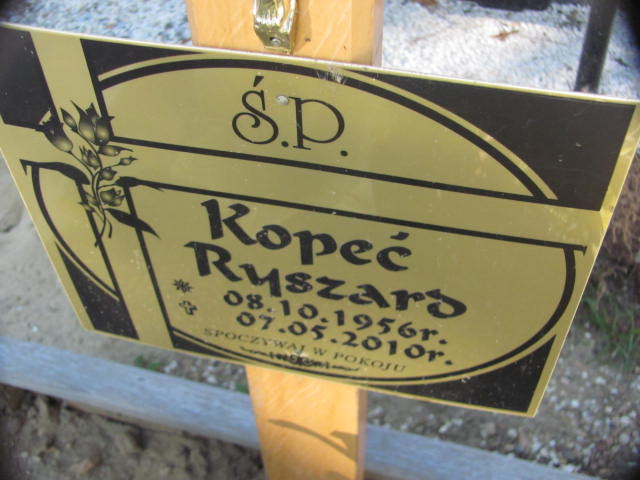 Ś.P.
Kopeć
Ryszard
08.10.1956r.
07.05.2010r.
SPOCZYWAJ W POKOJU